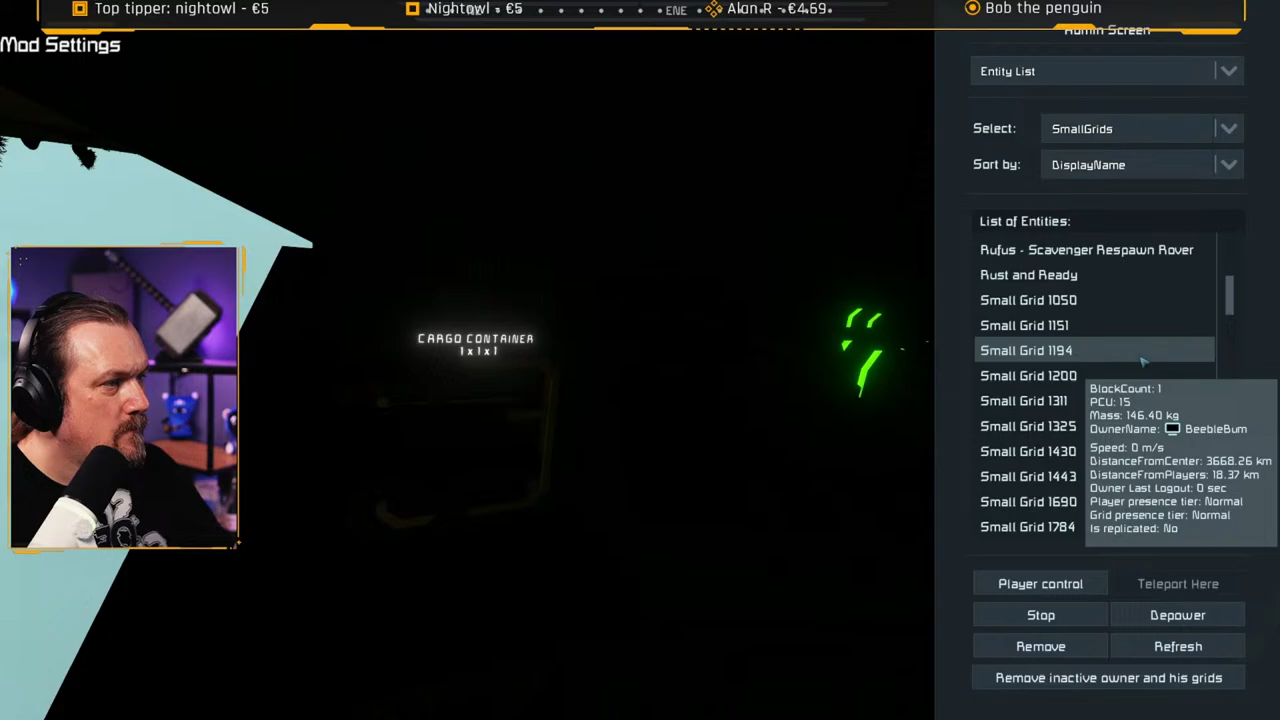 Top tipper: nightowl - €5
Nightowl - €5
ENE
Alan R - €4.69
Bob the penguin
Mod Settings
Admin Screen
Entity List
Select: SmallGrids
Sort by: DisplayName
List of Entities:
Rufus - Scavenger Respawn Rover
Rust and Ready
Small Grid 1050
Small Grid 1151
Small Grid 1194
Small Grid 1200
Small Grid 1311
Small Grid 1325
Small Grid 1430
Small Grid 1443
Small Grid 1690
Small Grid 1784
BlockCount: 1
PCU: 15
Mass: 146.40 kg
OwnerName: BeebleBum
Speed: 0 m/s
DistanceFromCenter: 3668.26 km
DistanceFromPlayers: 18.37 km
Owner Last Logout: 0 sec
Player presence tier: Normal
Grid presence tier: Normal
Is replicated: No
CARGO CONTAINER
1x1x1
Player control
Teleport Here
Stop
Depower
Remove
Refresh
Remove inactive owner and his grids